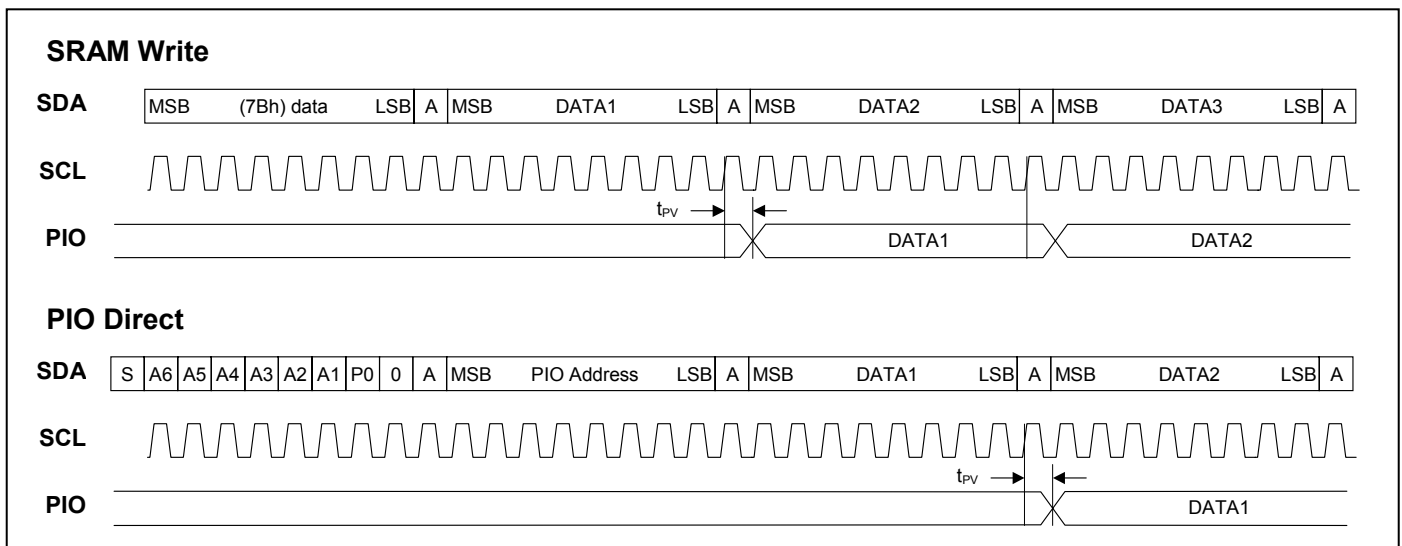 SRAM Write
SDA MSB (7Bh) data LSB A MSB DATA1 LSB A MSB DATA2 LSB A MSB DATA3 LSB A
SCL
tPV
PIO DATA1 DATA2
PIO Direct
SDA S A6 A5 A4 A3 A2 A1 P0 0 A MSB PIO Address LSB A MSB DATA1 LSB A MSB DATA2 LSB A
SCL
tPV
PIO DATA1